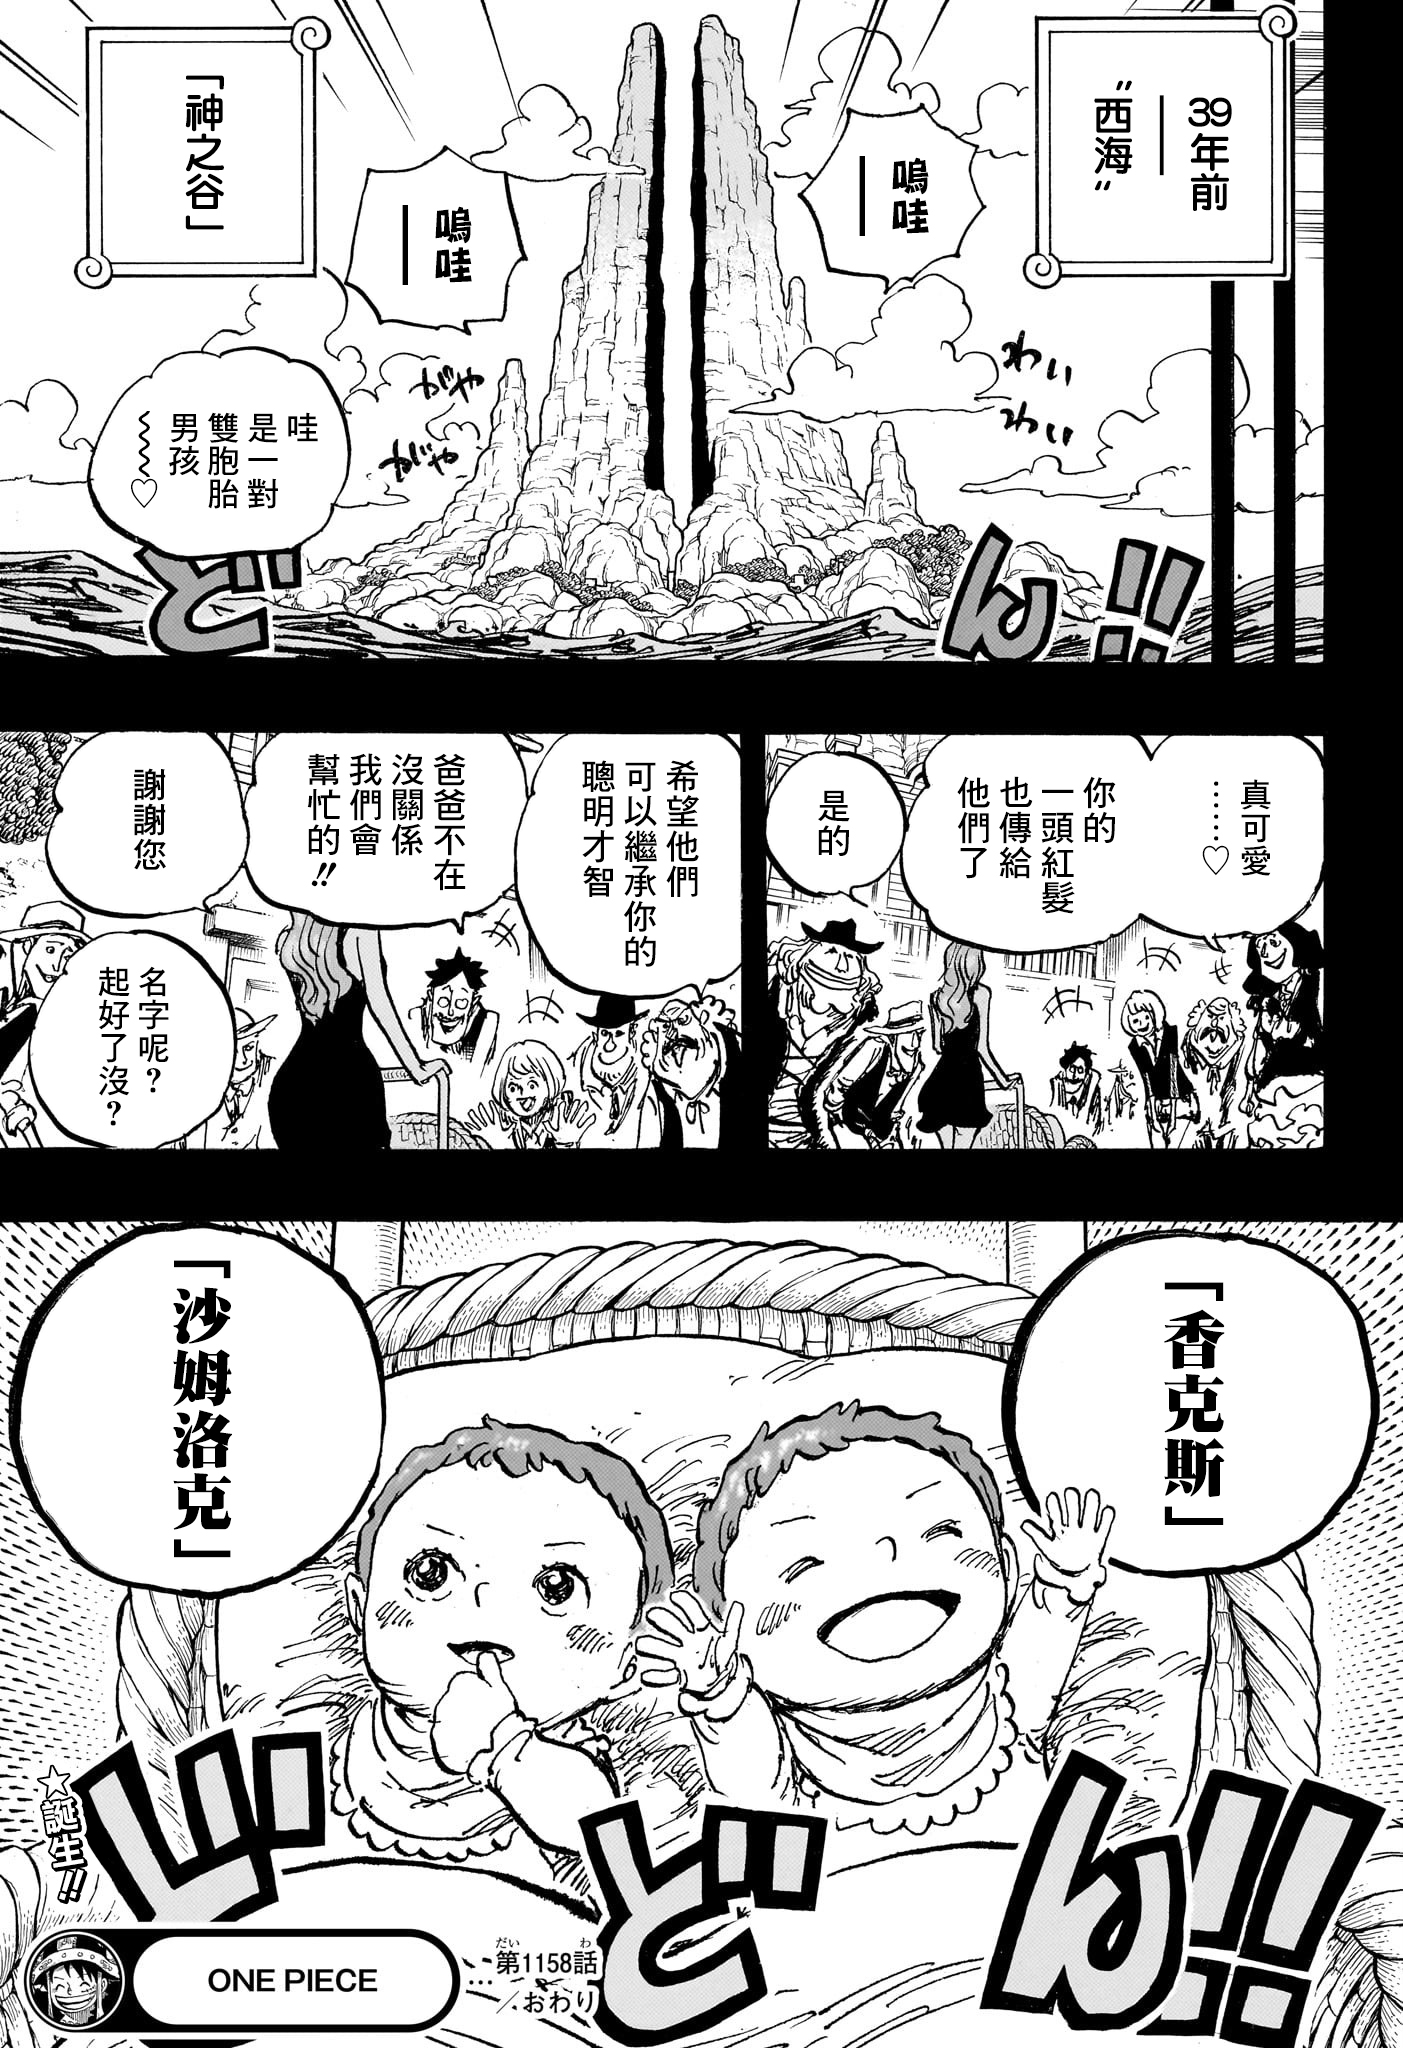 39年前
——
"西海"
嗚哇
——
嗚哇
——
「神之谷」
わい
わい
がや
がや
哇
是一對
雙胞胎
男孩
~~~~♡
どん!!
真可愛
……♡
你的
一頭紅髮
也傳給
他們了
是的
希望他們
可以繼承你的
聰明才智
爸爸不在
沒關係
我們會
幫忙的!!
謝謝您
名字呢？
起好了沒？
「香克斯」
「沙姆洛克」
どどん!!
★誕生!!
ONE PIECE
…
第1158話
だい
わ
…／おわり